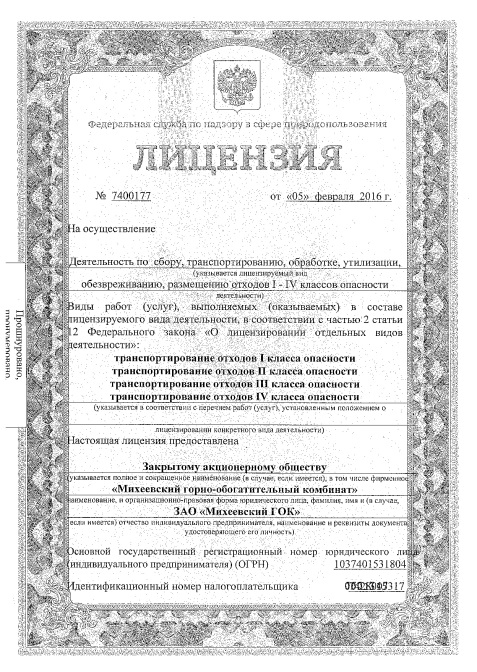 Федеральная служба по надзору в сфере природопользования
ЛИЦЕНЗИЯ
№ 7400177 от «05» февраля 2016 г.
На осуществление
Деятельность по сбору, транспортированию, обработке, утилизации,
(указывается лицензируемый вид
обезвреживанию, размещению отходов I - IV классов опасности
деятельности)
Виды работ (услуг), выполняемых (оказываемых) в составе
лицензируемого вида деятельности, в соответствии с частью 2 статьи
12 Федерального закона «О лицензировании отдельных видов
деятельности»:
транспортирование отходов I класса опасности
транспортирование отходов II класса опасности
транспортирование отходов III класса опасности
транспортирование отходов IV класса опасности
(указывается в соответствии с перечнем работ (услуг), установленным положением о
лицензировании конкретного вида деятельности)
Настоящая лицензия предоставлена
Закрытому акционерному обществу
указывается полное и сокращенное наименование (в случае, если имеется), в том числе фирменное
«Михеевский горно-обогатительный комбинат»
наименование, и организационно-правовая форма юридического лица, фамилия, имя и (в случае,
ЗАО «Михеевский ГОК»
если имеется) отчество индивидуального предпринимателя, наименование и реквизиты документа
удостоверяющего его личность)
Основной государственный регистрационный номер юридического лица
(индивидуального предпринимателя) (ОГРН) 1037401531804
Идентификационный номер налогоплательщика
Прошнуровано,